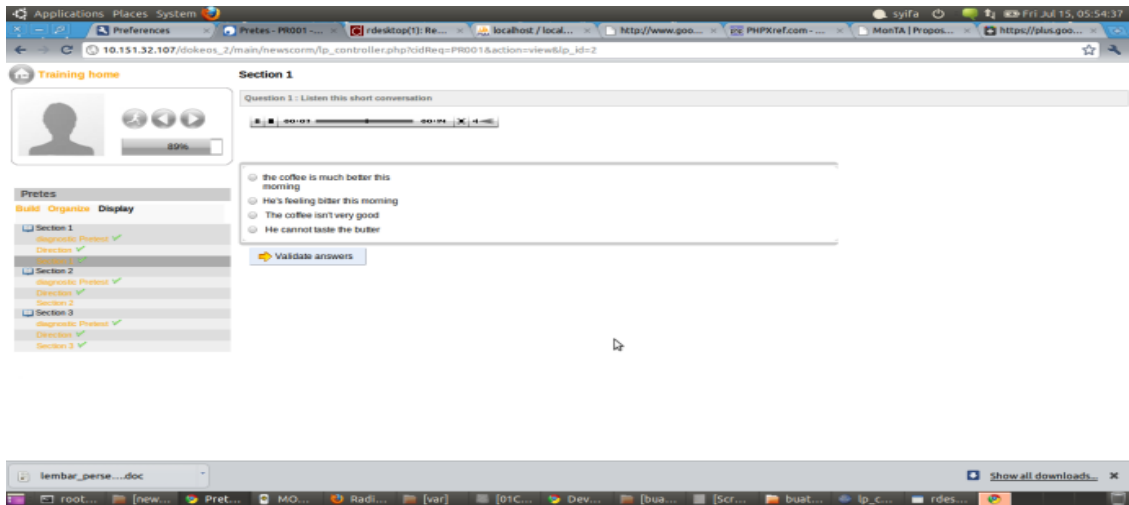 Applications Places System
syifa
Fri Jul 15, 05:54:37
Preferences
Pretes - PR001 -...
rdesktop(1): Re...
localhost / local...
http://www.goo...
PHPXref.com - ...
MonTA | Propos...
https://plus.goo...
10.151.32.107/dokeos_2/main/newscorm/lp_controller.php?cidReq=PR001&action=view&lp_id=2
Training home
89%
Pretes
Build Organize Display
Section 1
diagnostic Pretest
Direction
Section 2
diagnostic Pretest
Direction
Section 2
Section 3
diagnostic Pretest
Direction
Section 3
Section 1
Question 1 : Listen this short conversation
the coffee is much better this
morning
He's feeling bitter this morning
The coffee isn't very good
He cannot taste the butter
Validate answers
lembar_perse....doc
Show all downloads...
root...
[new...
Pret...
MO...
Radi...
[var]
[01C...
Dev...
[bua...
[Scr...
buat...
lp_c...
rdes...